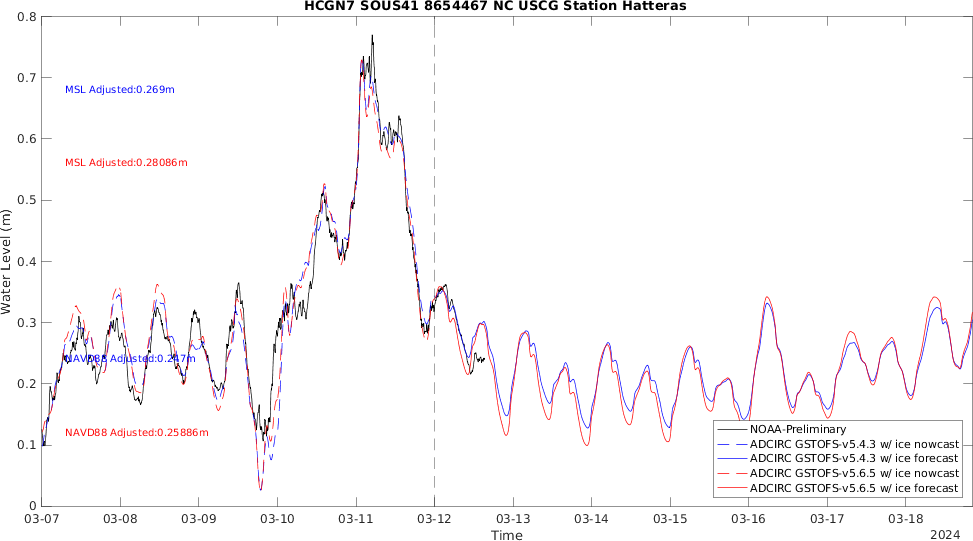 HCGN7 SOUS41 8654467 NC USCG Station Hatteras
0.8
0.7
0.6
0.5
0.4
0.3
0.2
0.1
0
Water Level (m)
MSL Adjusted:0.269m
MSL Adjusted:0.28086m
NAVD88 Adjusted:0.247m
NAVD88 Adjusted:0.25886m
NOAA-Preliminary
ADCIRC GSTOFS-v5.4.3 w/ ice nowcast
ADCIRC GSTOFS-v5.4.3 w/ ice forecast
ADCIRC GSTOFS-v5.6.5 w/ ice nowcast
ADCIRC GSTOFS-v5.6.5 w/ ice forecast
03-07 03-08 03-09 03-10 03-11 03-12 03-13 03-14 03-15 03-16 03-17 03-18
Time
2024